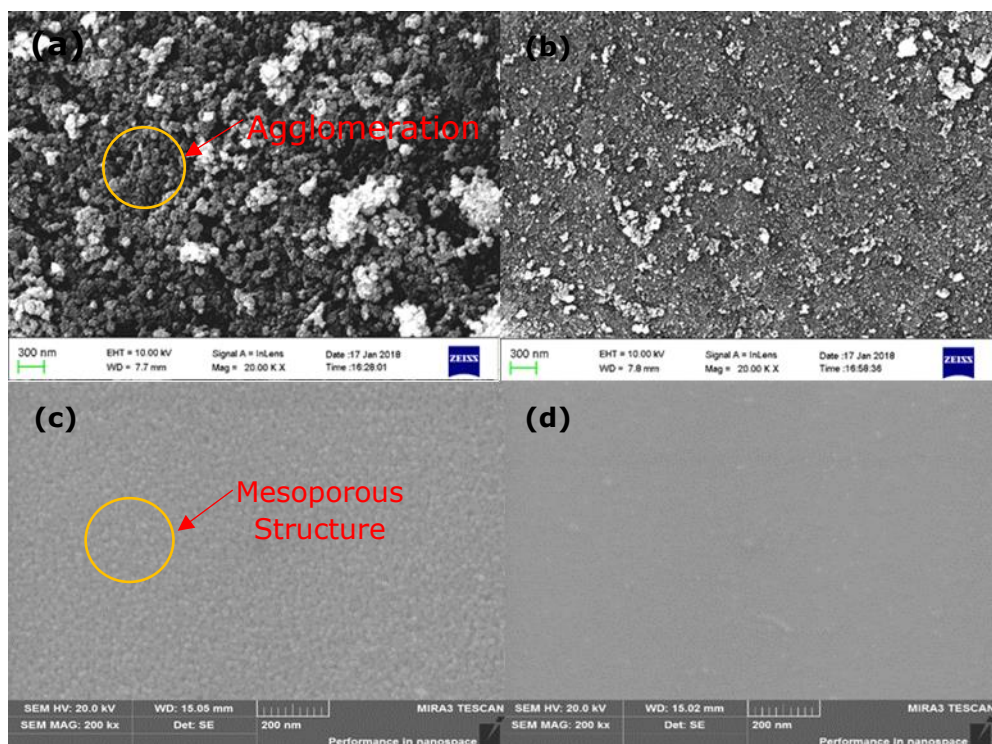 (a)
Agglomeration
300 nm
EHT = 10.00 kV
Signal A = InLens
Date :17 Jan 2018
WD = 7.7 mm
Mag = 20.00 K X
Time :16:28:01
ZEISS
(b)
300 nm
EHT = 10.00 kV
Signal A = InLens
Date :17 Jan 2018
WD = 7.8 mm
Mag = 20.00 K X
Time :16:58:36
ZEISS
(c)
Mesoporous
Structure
SEM HV: 20.0 kV
WD: 15.05 mm
MIRA3 TESCAN
SEM MAG: 200 kx
Det: SE
200 nm
Performance in nanospace
(d)
SEM HV: 20.0 kV
WD: 15.02 mm
MIRA3 TESCAN
SEM MAG: 200 kx
Det: SE
200 nm
Performance in nanospace